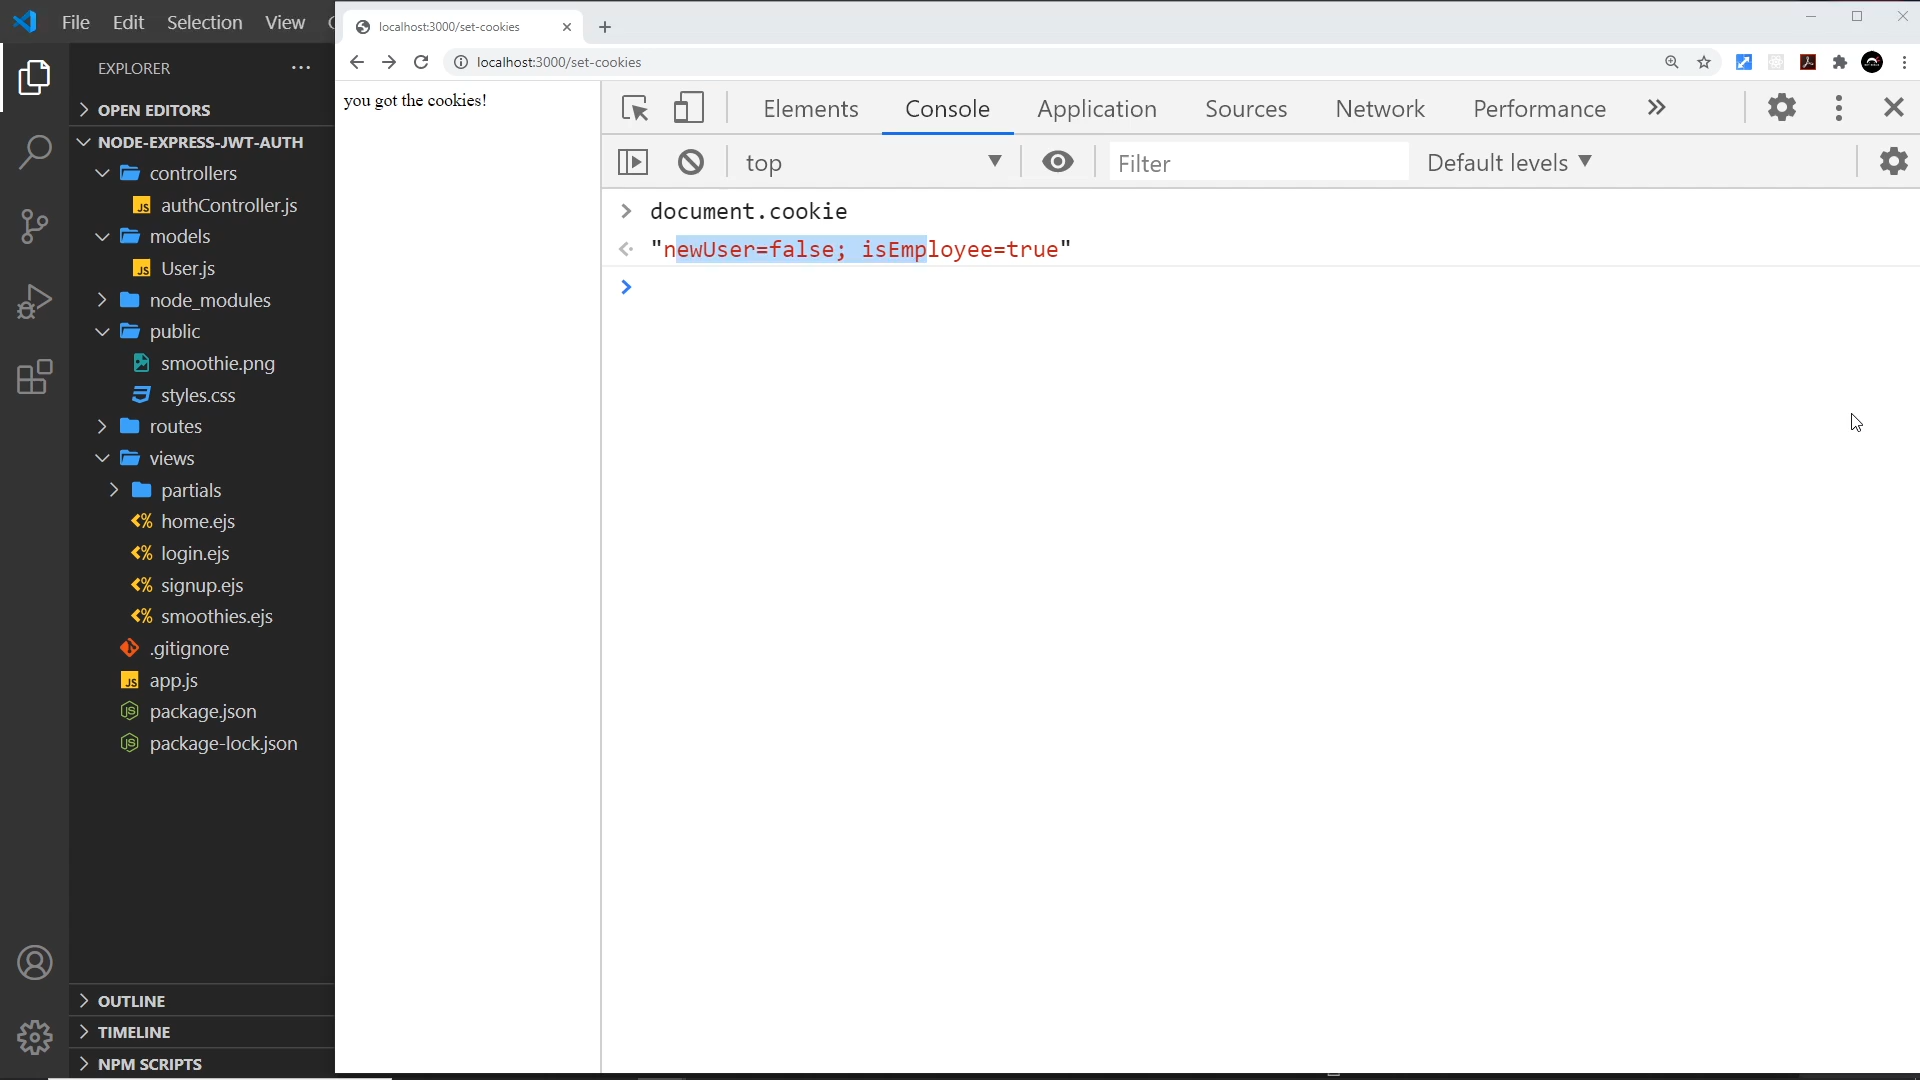 File Edit Selection View
EXPLORER
OPEN EDITORS
NODE-EXPRESS-JWT-AUTH
controllers
authController.js
models
User.js
node_modules
public
smoothie.png
styles.css
routes
views
partials
home.ejs
login.ejs
signup.ejs
smoothies.ejs
.gitignore
app.js
package.json
package-lock.json
OUTLINE
TIMELINE
NPM SCRIPTS
localhost:3000/set-cookies
localhost:3000/set-cookies
you got the cookies!
Elements Console Application Sources Network Performance
top Filter Default levels
document.cookie
"newUser=false; isEmployee=true"